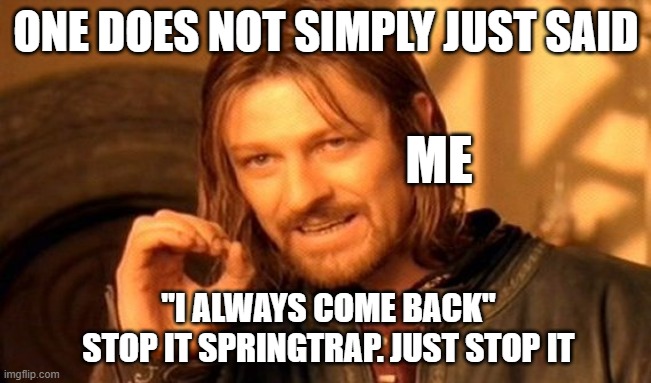 ONE DOES NOT SIMPLY JUST SAID
ME
"I ALWAYS COME BACK"
STOP IT SPRINGTRAP. JUST STOP IT
imgflip.com